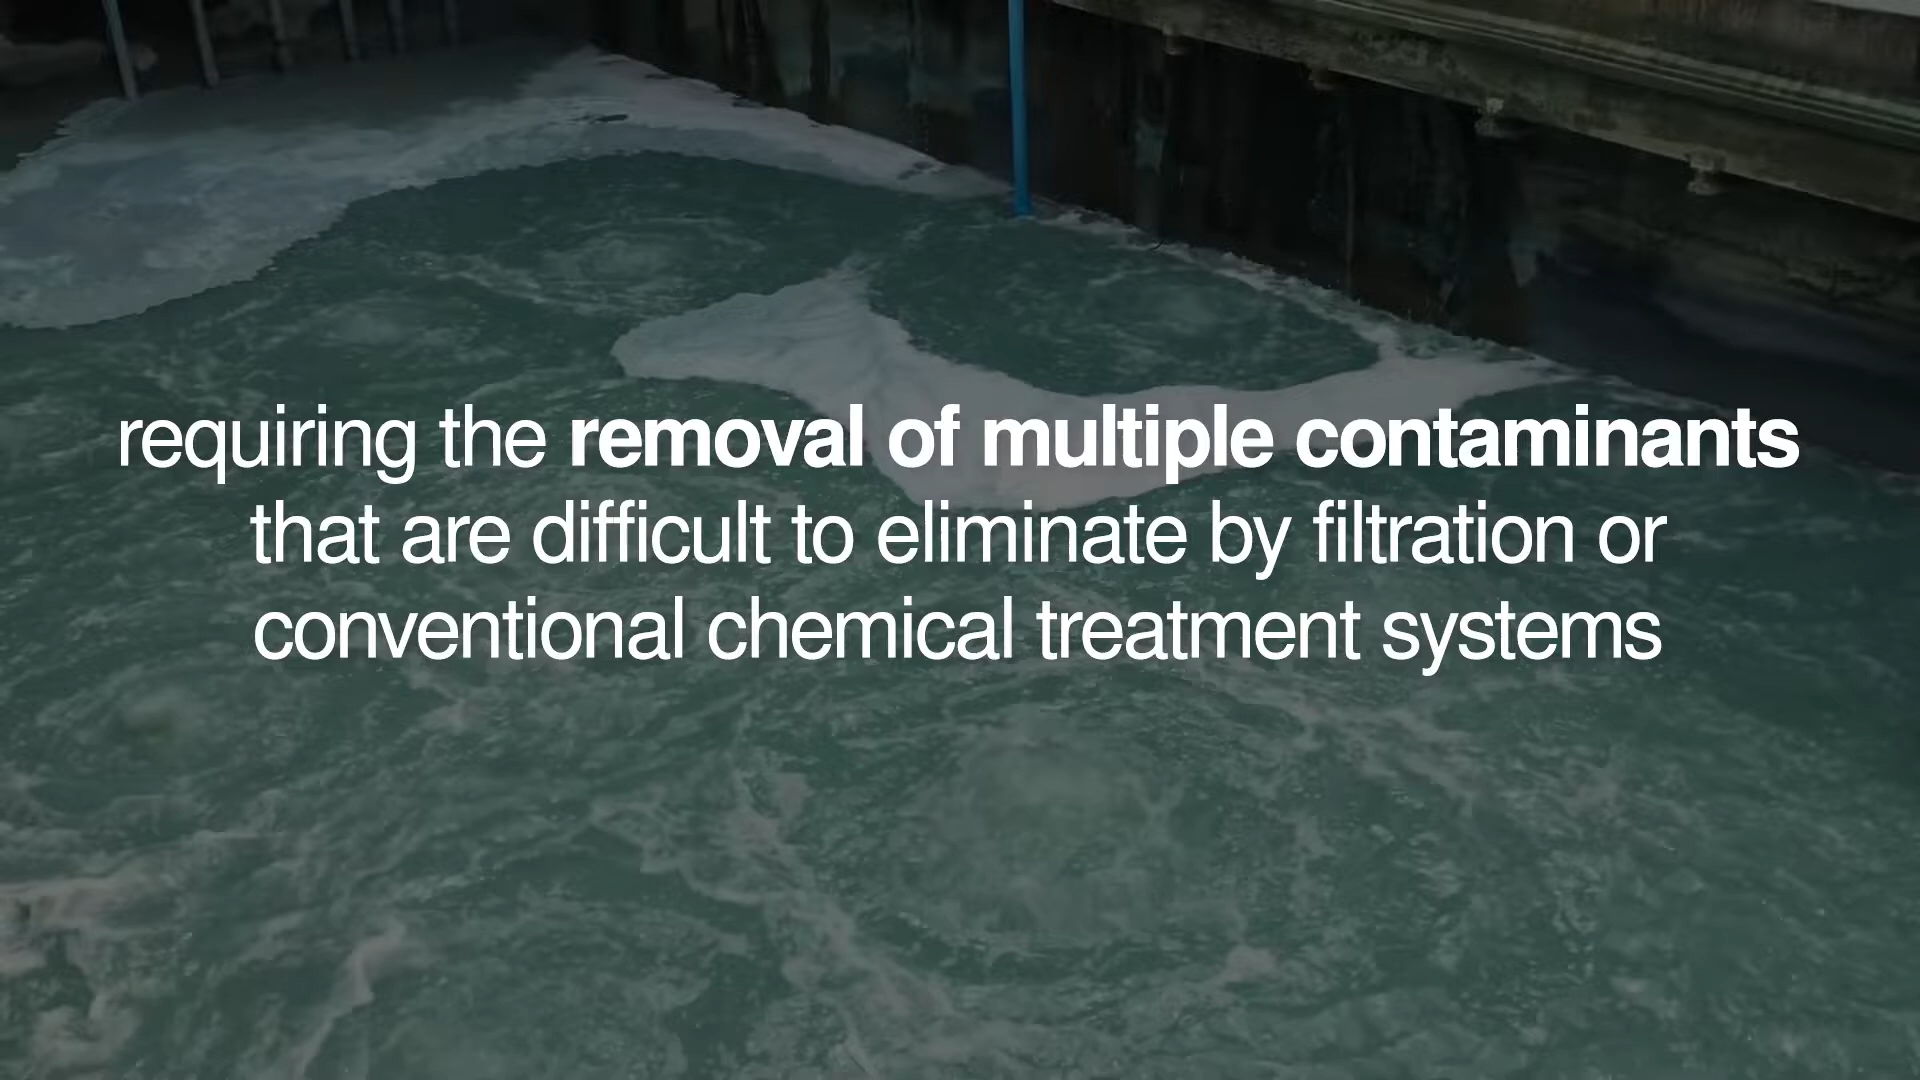 requiring the removal of multiple contaminants
that are difficult to eliminate by filtration or
conventional chemical treatment systems